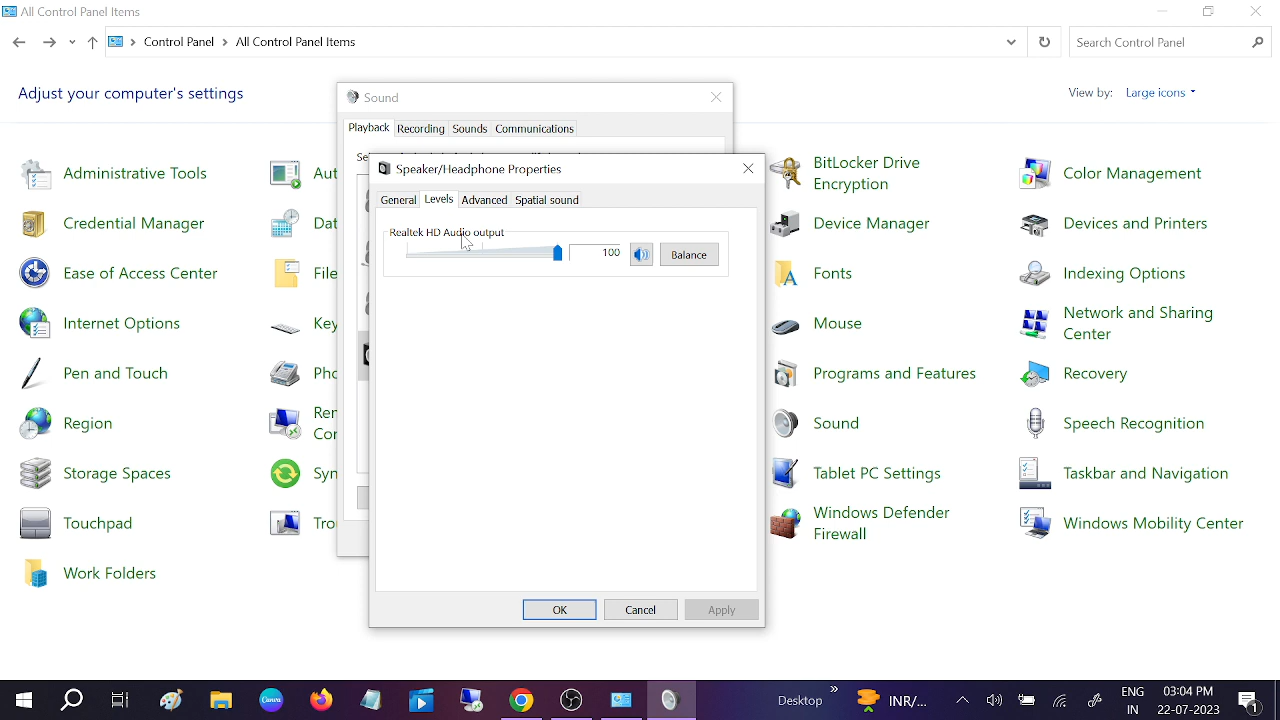 All Control Panel Items
Control Panel › All Control Panel Items
Search Control Panel
Adjust your computer's settings
View by: Large icons
Sound
Playback Recording Sounds Communications
Speaker/Headphone Properties
General Levels Advanced Spatial sound
Realtek HD Audio output
100
Balance
OK
Cancel
Apply
Administrative Tools
Credential Manager
Ease of Access Center
Internet Options
Pen and Touch
Region
Storage Spaces
Touchpad
Work Folders
BitLocker Drive
Encryption
Device Manager
Fonts
Mouse
Programs and Features
Sound
Tablet PC Settings
Windows Defender
Firewall
Color Management
Devices and Printers
Indexing Options
Network and Sharing
Center
Recovery
Speech Recognition
Taskbar and Navigation
Windows Mobility Center
Canva
Desktop
INR/...
ENG
IN
03:04 PM
22-07-2023
1